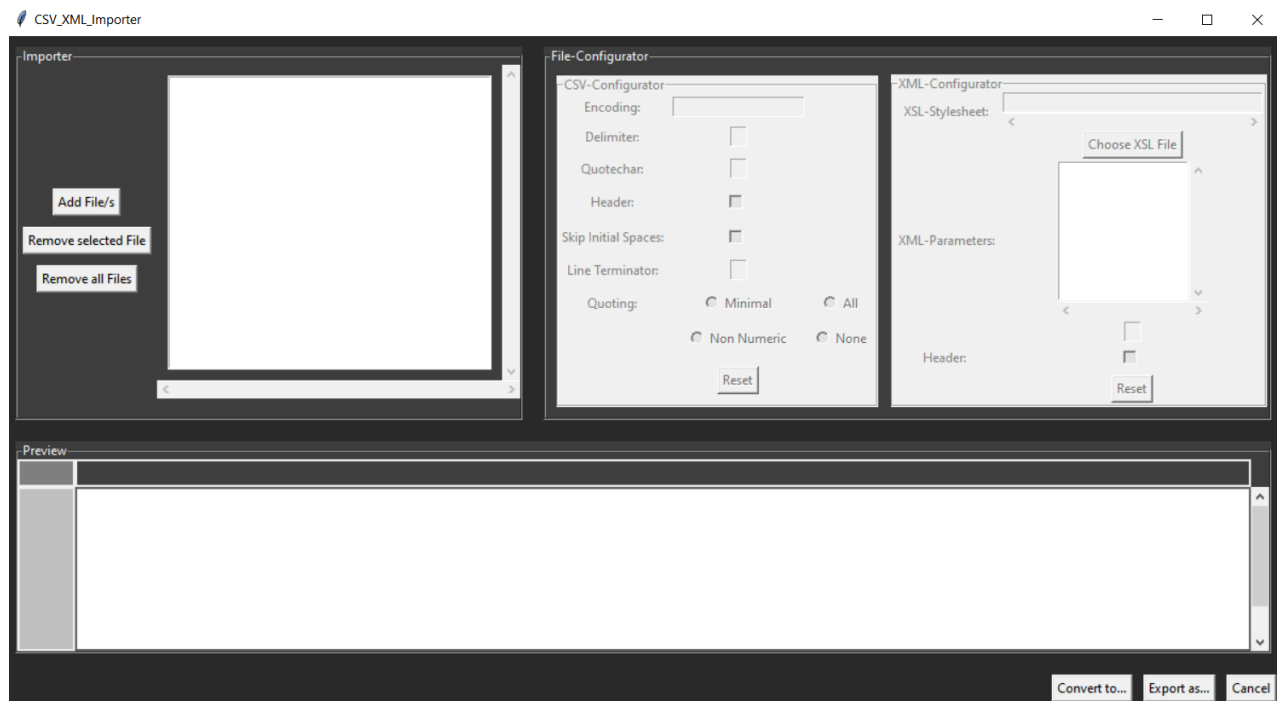 CSV_XML_Importer
Importer
Add File/s
Remove selected File
Remove all Files
File-Configurator
CSV-Configurator
Encoding:
Delimiter:
Quotechar:
Header:
Skip Initial Spaces:
Line Terminator:
Quoting:
Minimal
All
Non Numeric
None
Reset
XML-Configurator
XSL-Stylesheet:
Choose XSL File
XML-Parameters:
Header:
Reset
Preview
Convert to...
Export as...
Cancel